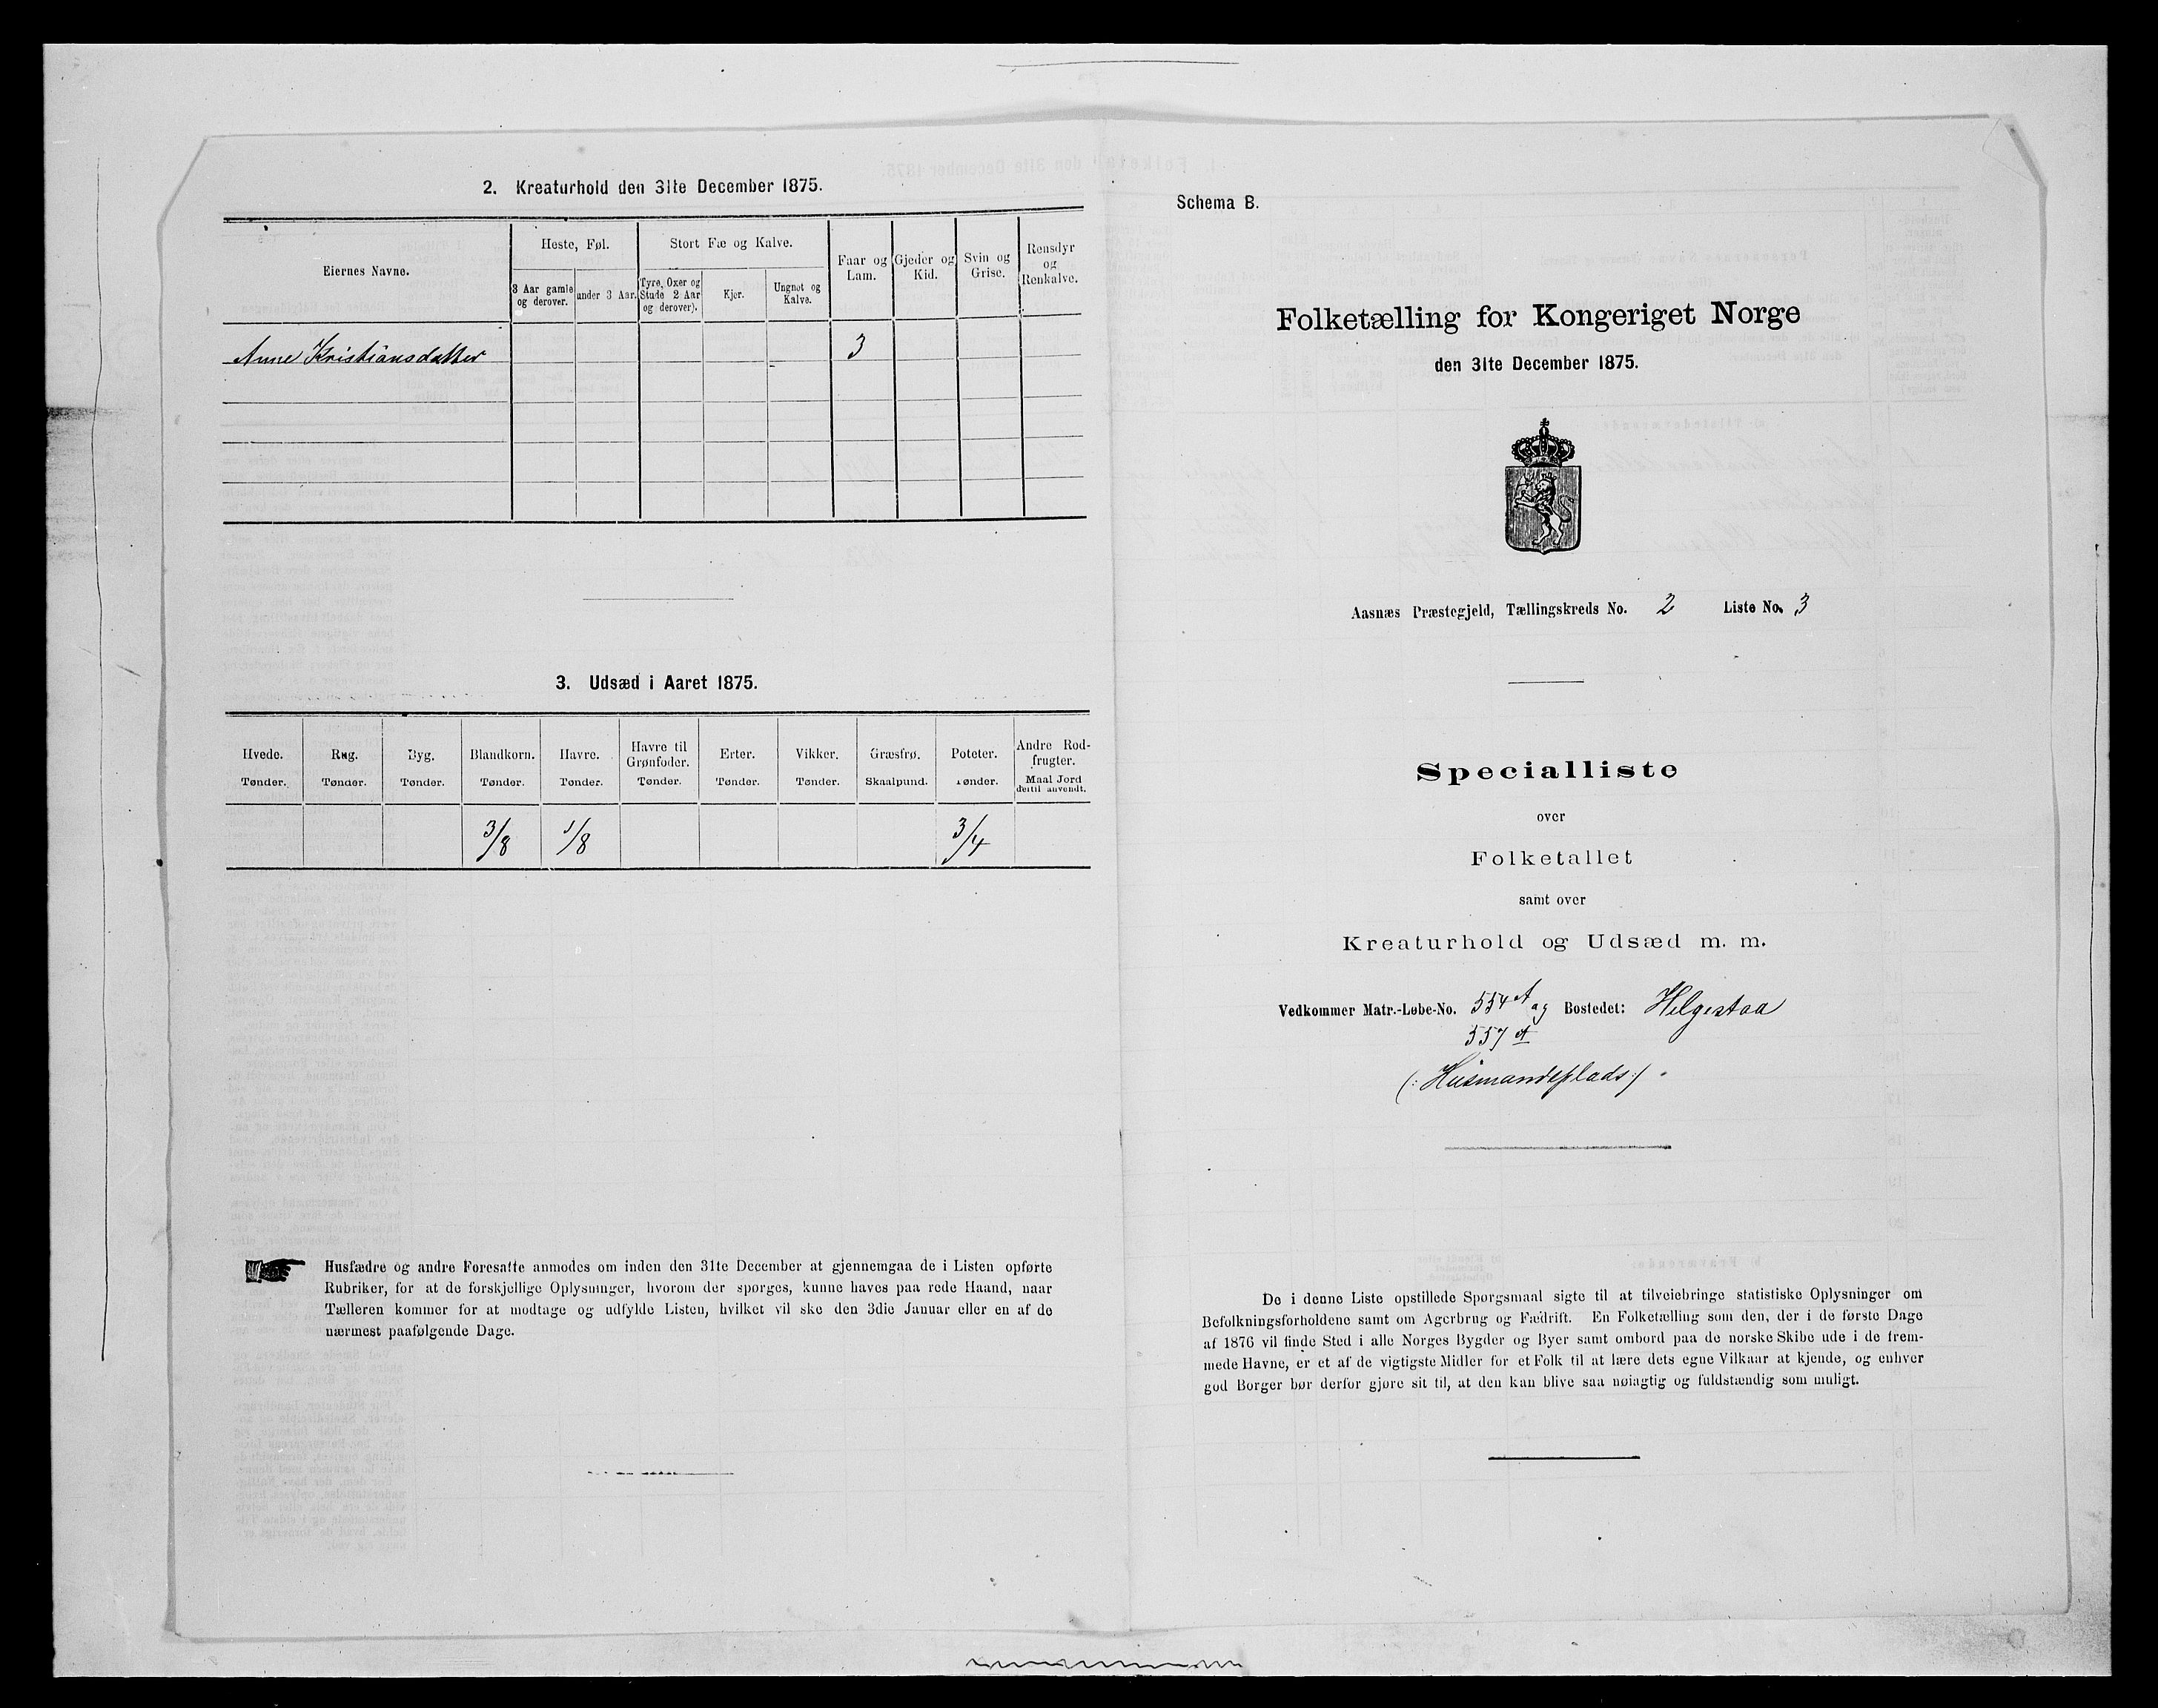 2. Kreaturhold den 31te December 1875.
Eiernes Navne.
Heste, Føl.
Stort Fæ og Kalve.
Faar og Lam.
Gjeder og Kid.
Svin og Grise.
Rensdyr og Renkalve.
3 Aar gamle og derover.
under 3 Aar.
Tyre, Oxer og Stude 2 Aar og derover).
Kjør.
Ungnøt og Kalve.
Anne Kristiansdatter 3
3. Udsæd i Aaret 1875.
Hvede. Rug. Byg. Blandkorn. Havre. Havre til Grønfoder. Erter. Vikker. Græsfrø. Poteter. Andre Rodfrugter.
Tønder. Tønder. Tønder. Tønder. Tønder. Tønder. Tønder. Tønder. Skaalpund. Tønder. Maal Jord dertil anvendt.
3/8 1/8 3/4
Husfædre og andre Foresatte anmodes om inden den 31te December at gjennemgaa de i Listen opførte
Rubriker, for at de forskjellige Oplysninger, hvorom der spørges, kunne haves paa rede Haand, naar
Tælleren kommer for at modtage og udfylde Listen, hvilket vil ske den 3die Januar eller en af de
nærmest paafølgende Dage.
Schema B.
Folketælling for Kongeriget Norge
den 31te December 1875.
Aasnæs Præstegjeld, Tællingskreds No. 2 Liste No. 3
Specialliste
over
Folketallet
samt over
Kreaturhold og Udsæd m. m.
Vedkommer Matr.-Løbe-No. 554 A og Bostedet: Helgestaa
557 A
(: Husmandsplads :)
De i denne Liste opstillede Spørgsmaal sigte til at tilveiebringe statistiske Oplysninger om
Befolkningsforholdene samt om Agerbrug og Fædrift. En Folketælling som den, der i de første Dage
af 1876 vil finde Sted i alle Norges Bygder og Byer samt ombord paa de norske Skibe ude i de frem-
mede Havne, er et af de vigtigste Midler for et Folk til at lære dets egne Vilkaar at kjende, og enhver
god Borger bør derfor gjøre sit til, at den kan blive saa nøiagtig og fuldstændig som muligt.